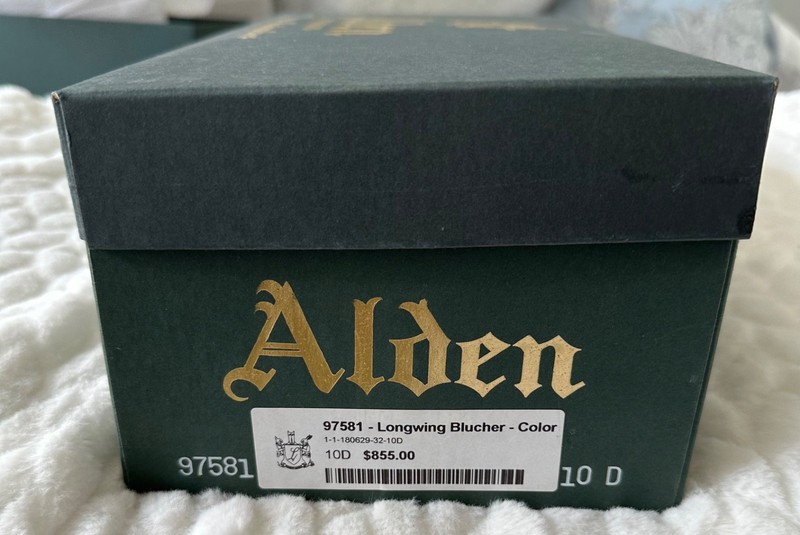 Alden
97581 - Longwing Blucher - Color
1-1-180629-32-10D
10D $855.00
97581
10 D